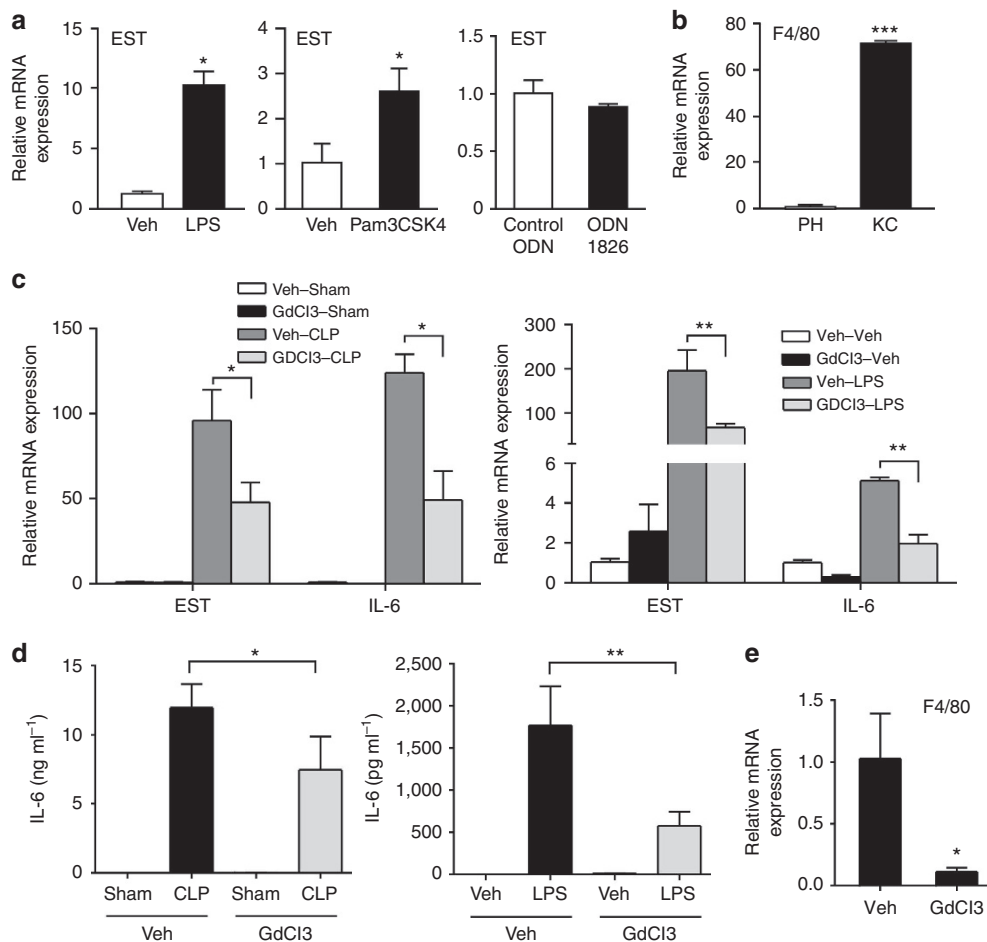 a
EST
Relative mRNA
expression
15
10
5
0
*
Veh LPS
EST
4
3
2
1
0
*
Veh Pam3CSK4
EST
1.5
1.0
0.5
0.0
Control
ODN
ODN
1826
b
F4/80
Relative mRNA
expression
80
60
40
20
0
***
PH KC
c
Relative mRNA expression
150
100
50
0
Veh–Sham
GdCl3–Sham
Veh–CLP
GDCl3–CLP
*
*
EST IL-6
Relative mRNA expression
300
200
100
6
4
2
0
Veh–Veh
GdCl3–Veh
Veh–LPS
GDCl3–LPS
**
**
EST IL-6
d
IL-6 (ng ml−1)
15
10
5
0
*
Sham CLP Sham CLP
Veh GdCl3
IL-6 (pg ml−1)
2,500
2,000
1,500
1,000
500
0
**
Veh LPS Veh LPS
Veh GdCl3
e
F4/80
Relative mRNA
expression
1.5
1.0
0.5
0.0
*
Veh GdCl3